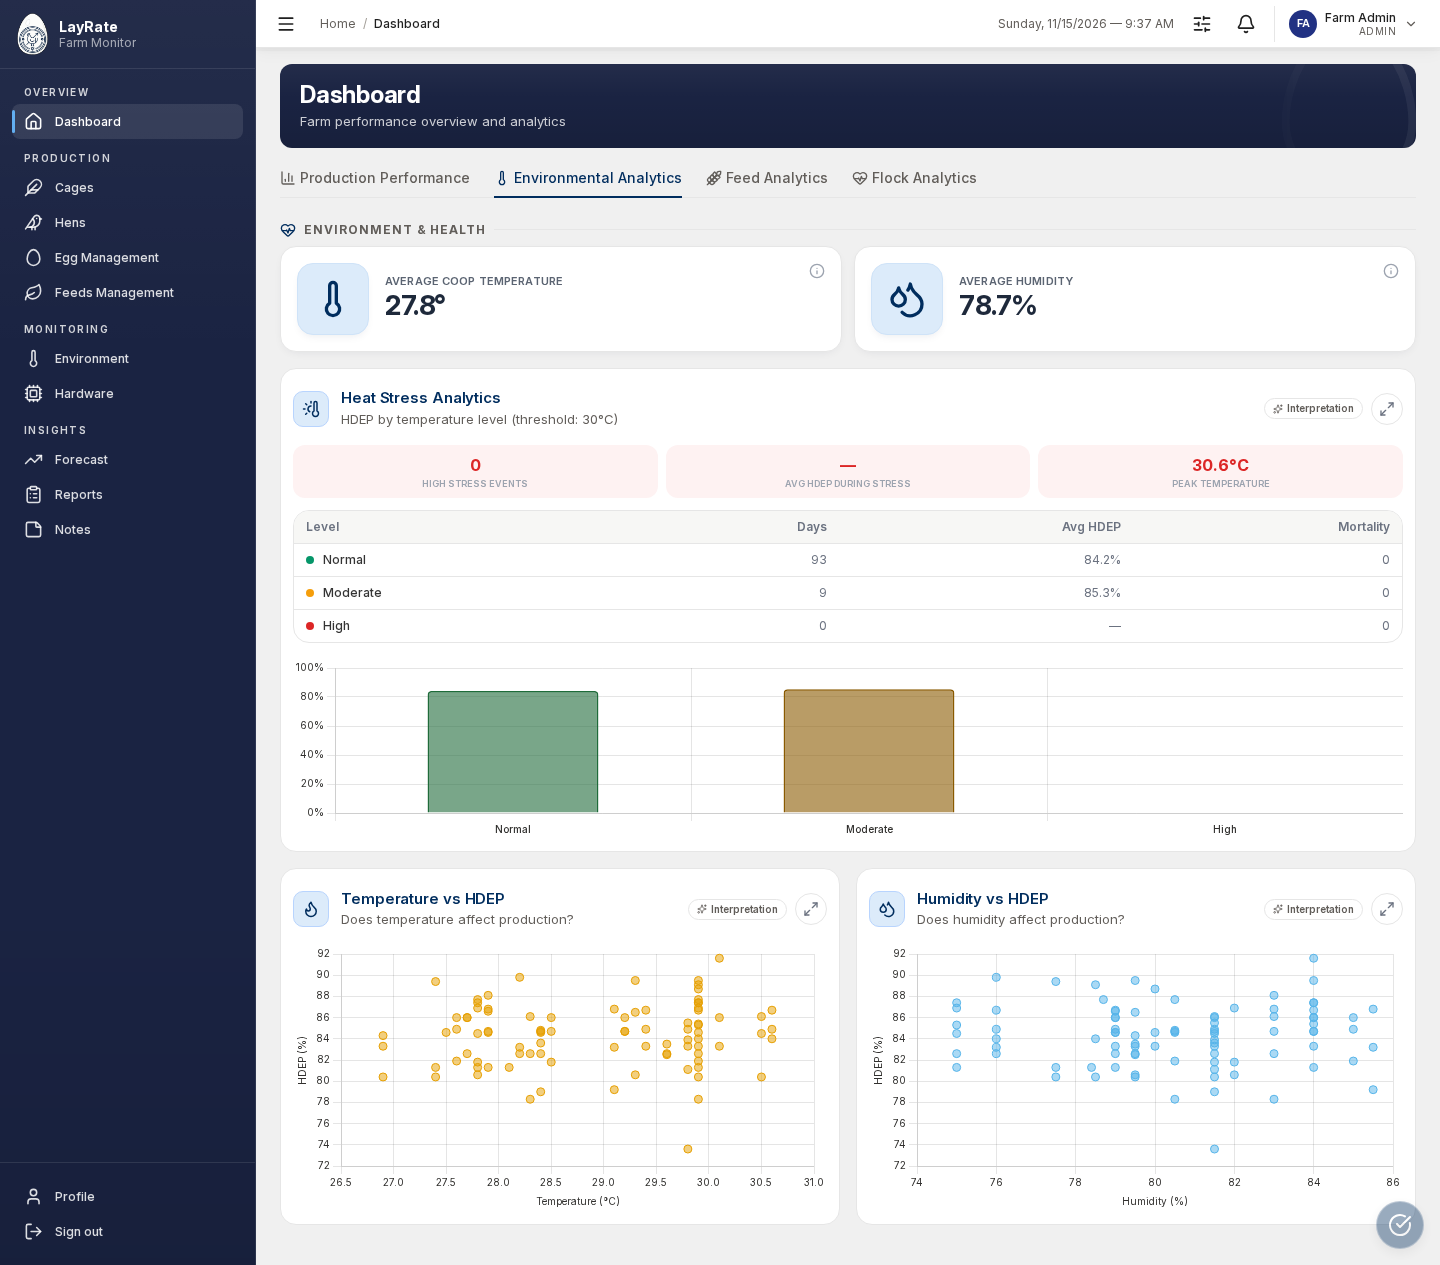 LayRate
Farm Monitor
OVERVIEW
Dashboard
PRODUCTION
Cages
Hens
Egg Management
Feeds Management
MONITORING
Environment
Hardware
INSIGHTS
Forecast
Reports
Notes
Profile
Sign out
Home / Dashboard
Sunday, 11/15/2026 — 9:37 AM
FA
Farm Admin
ADMIN
Dashboard
Farm performance overview and analytics
Production Performance
Environmental Analytics
Feed Analytics
Flock Analytics
ENVIRONMENT & HEALTH
AVERAGE COOP TEMPERATURE
27.8°
AVERAGE HUMIDITY
78.7%
Heat Stress Analytics
HDEP by temperature level (threshold: 30°C)
Interpretation
0
HIGH STRESS EVENTS
—
AVG HDEP DURING STRESS
30.6°C
PEAK TEMPERATURE
Level Days Avg HDEP Mortality
Normal 93 84.2% 0
Moderate 9 85.3% 0
High 0 — 0
100%
80%
60%
40%
20%
0%
Normal Moderate High
Temperature vs HDEP
Does temperature affect production?
Interpretation
92
90
88
86
84
82
80
78
76
74
72
HDEP (%)
26.5 27.0 27.5 28.0 28.5 29.0 29.5 30.0 30.5 31.0
Temperature (°C)
Humidity vs HDEP
Does humidity affect production?
Interpretation
92
90
88
86
84
82
80
78
76
74
72
HDEP (%)
74 76 78 80 82 84 86
Humidity (%)